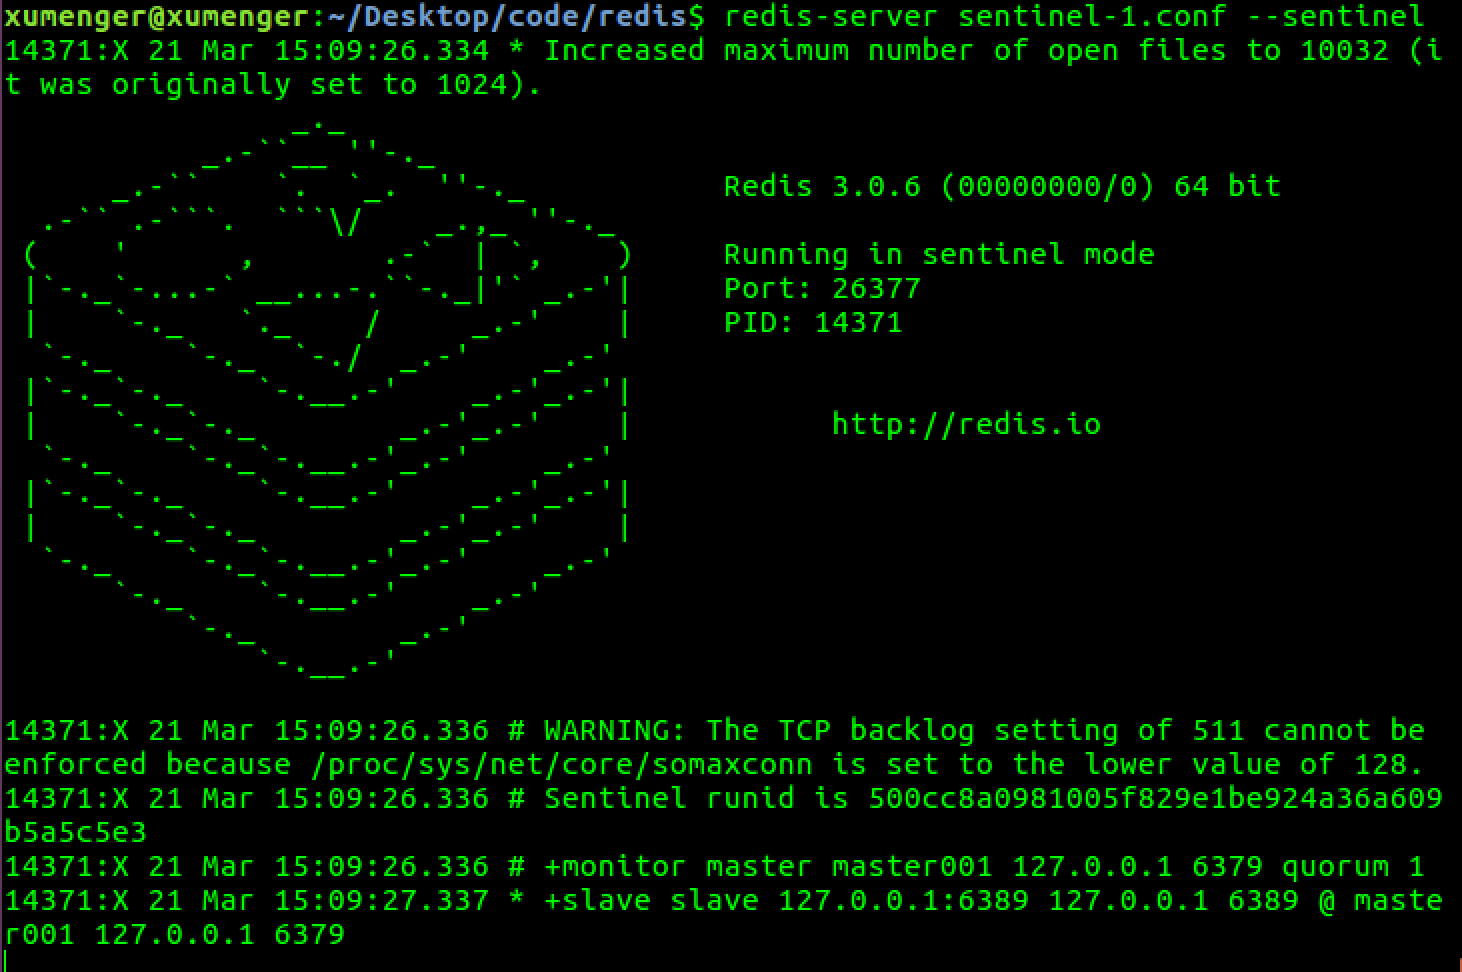 xumenger@xumenger:~/Desktop/code/redis$ redis-server sentinel-1.conf --sentinel
14371:X 21 Mar 15:09:26.334 * Increased maximum number of open files to 10032 (i
t was originally set to 1024).
Redis 3.0.6 (00000000/0) 64 bit
Running in sentinel mode
Port: 26377
PID: 14371
http://redis.io
14371:X 21 Mar 15:09:26.336 # WARNING: The TCP backlog setting of 511 cannot be
enforced because /proc/sys/net/core/somaxconn is set to the lower value of 128.
14371:X 21 Mar 15:09:26.336 # Sentinel runid is 500cc8a0981005f829e1be924a36a609
b5a5c5e3
14371:X 21 Mar 15:09:26.336 # +monitor master master001 127.0.0.1 6379 quorum 1
14371:X 21 Mar 15:09:27.337 * +slave slave 127.0.0.1:6389 127.0.0.1 6389 @ maste
r001 127.0.0.1 6379